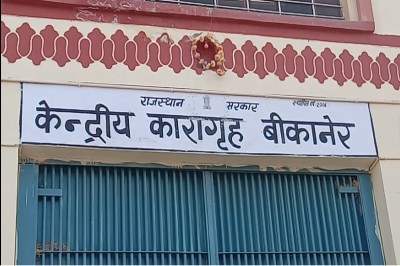 राजस्थान सरकार
केन्द्रीय कारागृह बीकानेर